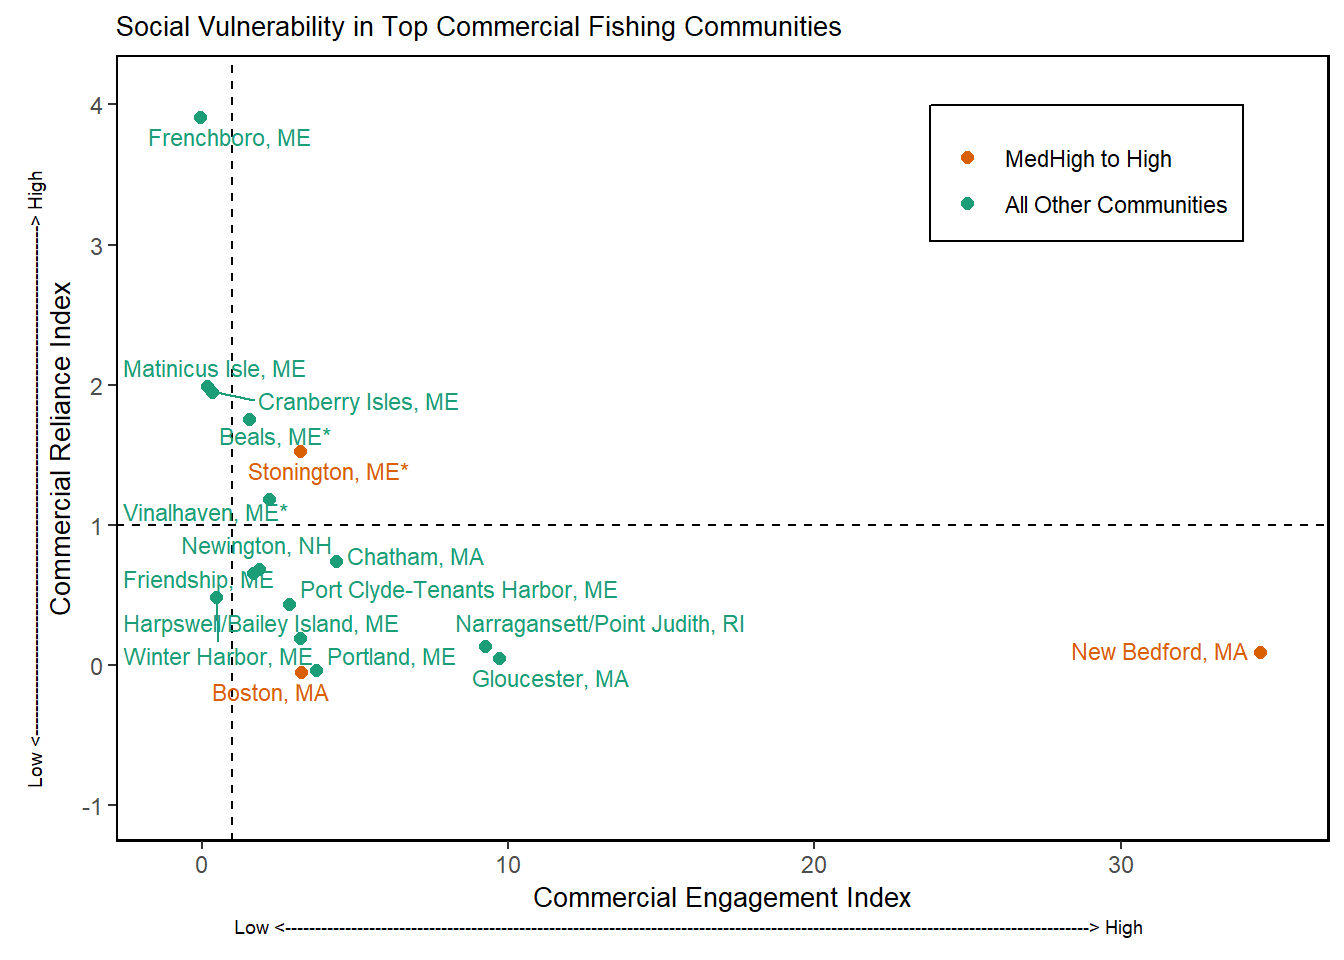 Social Vulnerability in Top Commercial Fishing Communities
4
3
2
1
0
-1
Low <----------------------------------------------------------------------------------------> High
Commercial Reliance Index
Frenchboro, ME
MedHigh to High
All Other Communities
Matinicus Isle, ME
Cranberry Isles, ME
Beals, ME*
Stonington, ME*
Vinalhaven, ME*
Newington, NH
Chatham, MA
Friendship, ME
Port Clyde-Tenants Harbor, ME
Harpswell/Bailey Island, ME
Narragansett/Point Judith, RI
Winter Harbor, ME
Portland, ME
New Bedford, MA
Gloucester, MA
Boston, MA
0
10
20
30
Commercial Engagement Index
Low <--------------------------------------------------------------------------------------------------------------------------------------> High